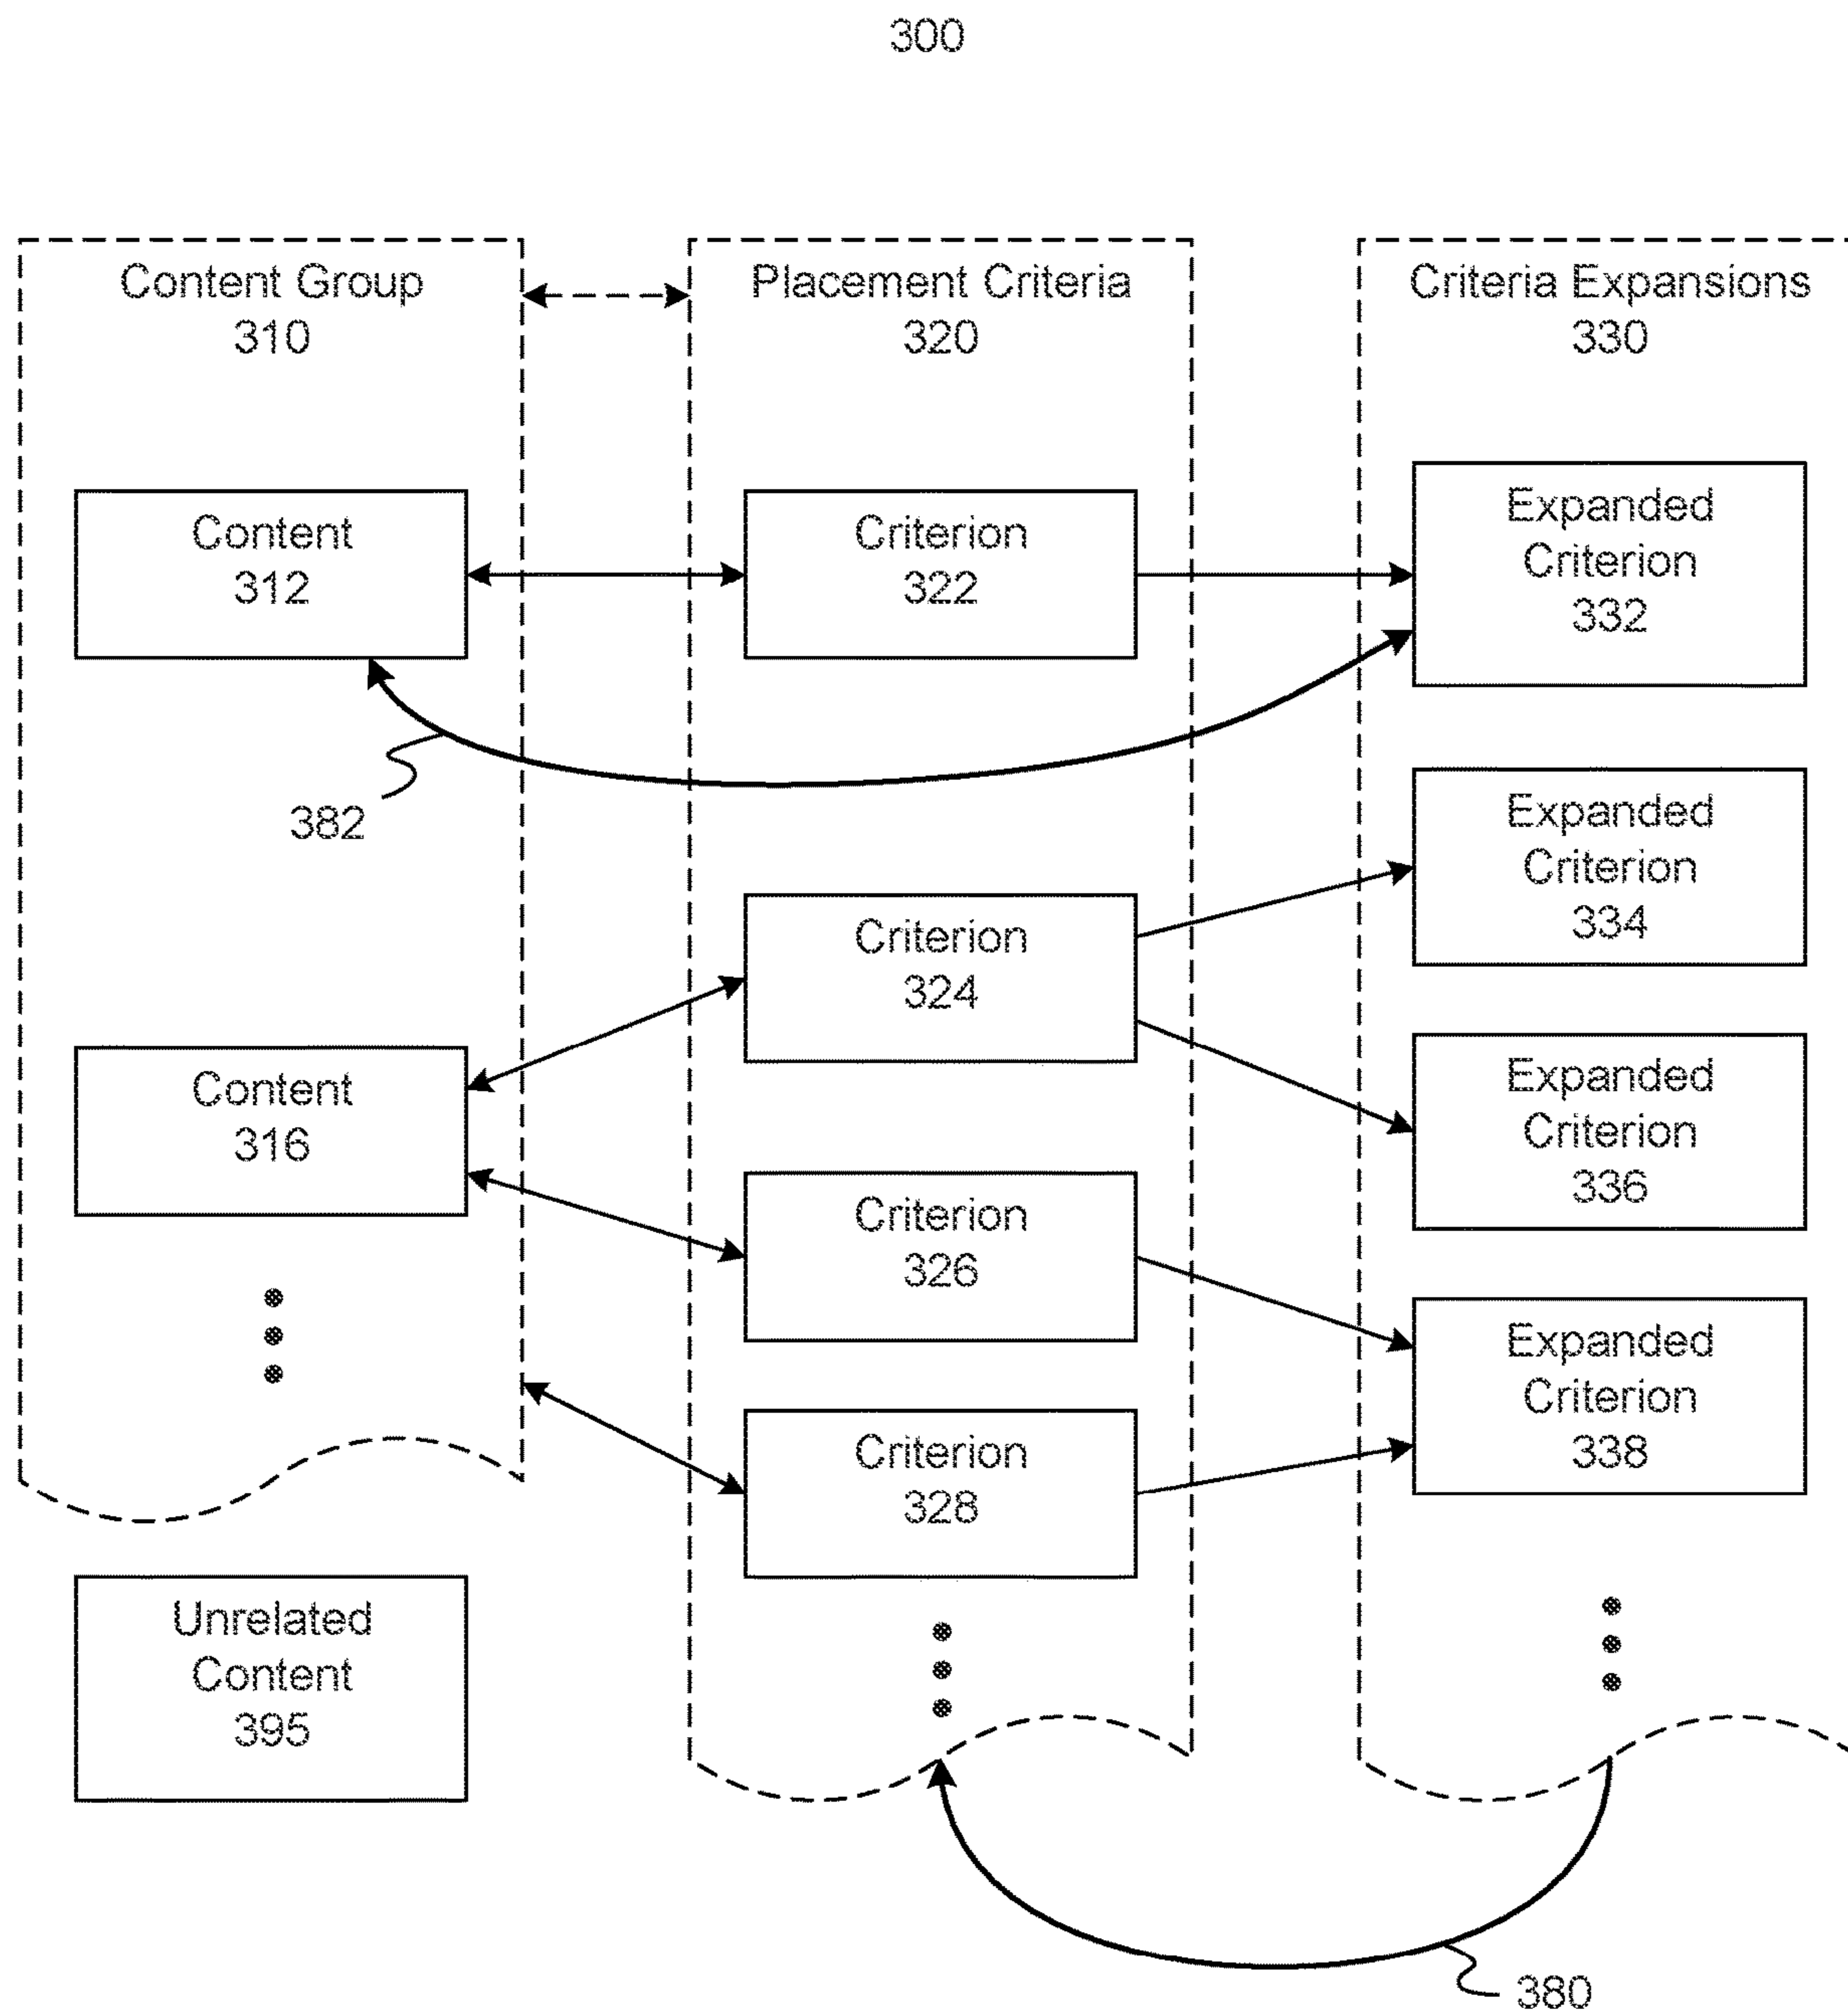 300
Content Group
310
Placement Criteria
320
Criteria Expansions
330
Content
312
Criterion
322
Expanded
Criterion
332
382
Expanded
Criterion
334
Criterion
324
Content
316
Expanded
Criterion
336
Criterion
326
Expanded
Criterion
338
Criterion
328
Unrelated
Content
395
380